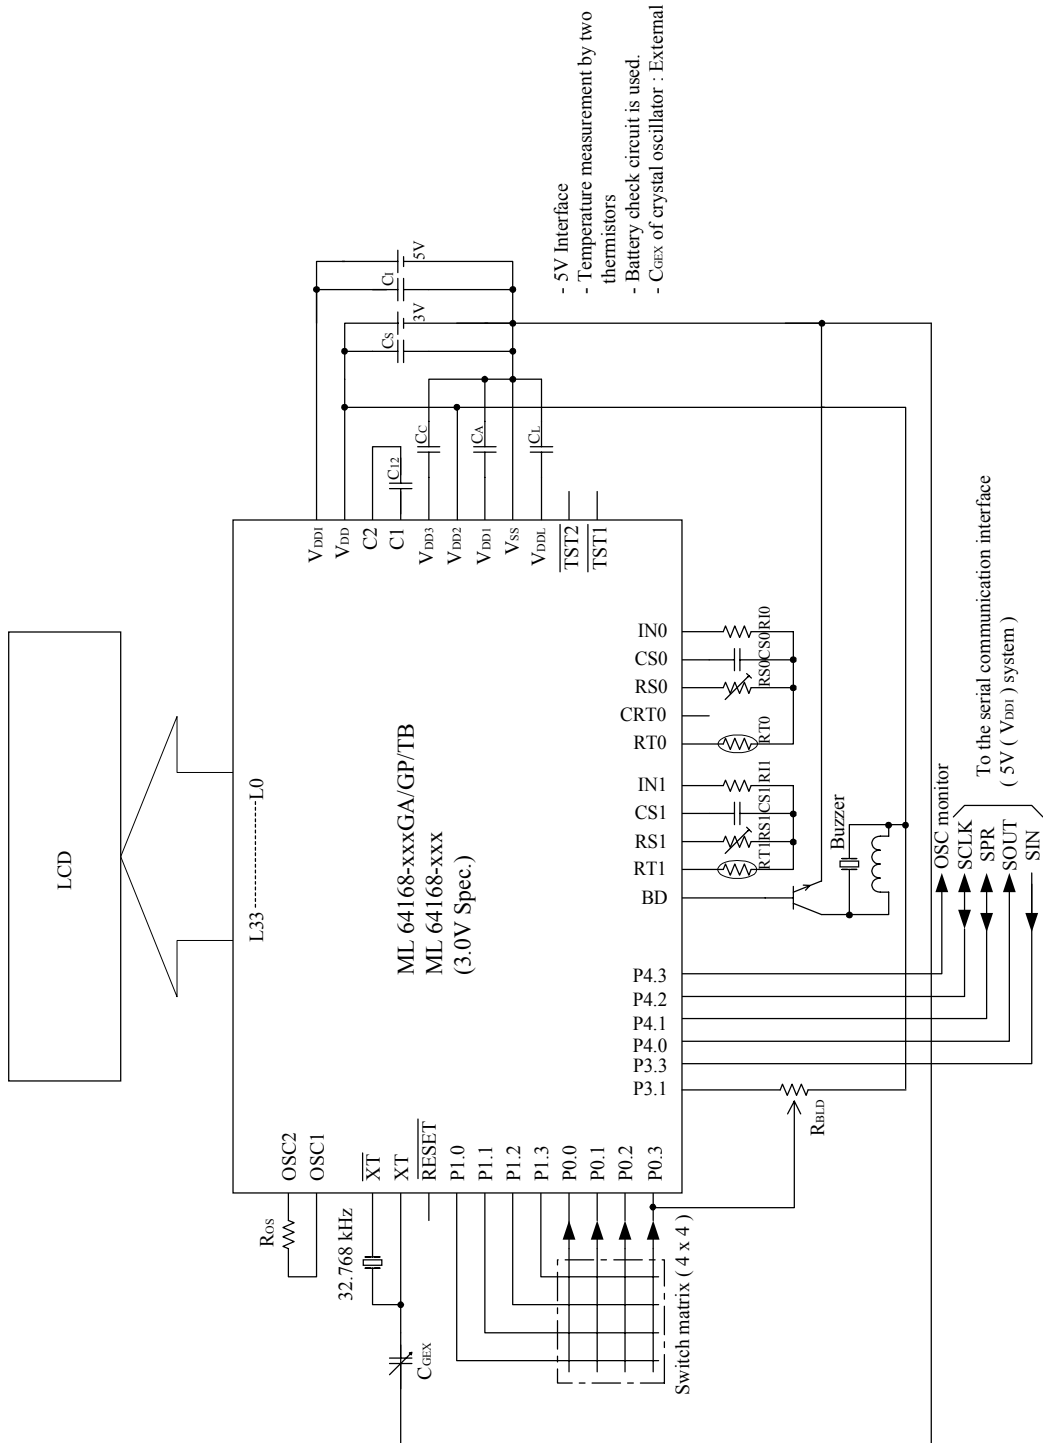 LCD
L33 ---------------- L0
ML 64168-xxxGA/GP/TB
ML 64168-xxx
(3.0V Spec.)
OSC2
OSC1
XT
XT
RESET
P1.0
P1.1
P1.2
P1.3
P0.0
P0.1
P0.2
P0.3
ROS
32.768 kHz
CGEX
Switch matrix ( 4 x 4 )
VDDI
VDD
C2
C1
VDD3
VDD2
VDD1
VSS
VDDL
TST2
TST1
C12
CC
CA
CL
CS
3V
CI
5V
- 5V Interface
- Temperature measurement by two
thermistors
- Battery check circuit is used.
- CGEX of crystal oscillator : External
P3.1
P3.3
P4.0
P4.1
P4.2
P4.3
BD
RT1
RS1
CS1
IN1
RT0
CRT0
RS0
CS0
IN0
RT1
RS1
CS1
RI1
RT0
RS0
CS0
RI0
RBLD
Buzzer
OSC monitor
SCLK
SPR
SOUT
SIN
To the serial communication interface
( 5V ( VDDI ) system )